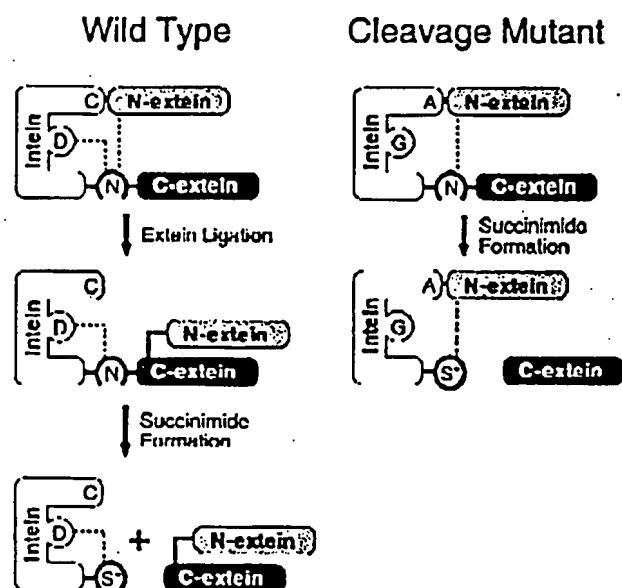 Wild Type
Cleavage Mutant
C N-extein
Intein
D
N C-extein
A N-extein
Intein
G
N C-extein
Extein Ligation
Succinimide
Formation
C
Intein
D
N-extein
N C-extein
A N-extein
Intein
G
S* C-extein
Succinimide
Formation
C
Intein
D
+
N-extein
S* C-extein